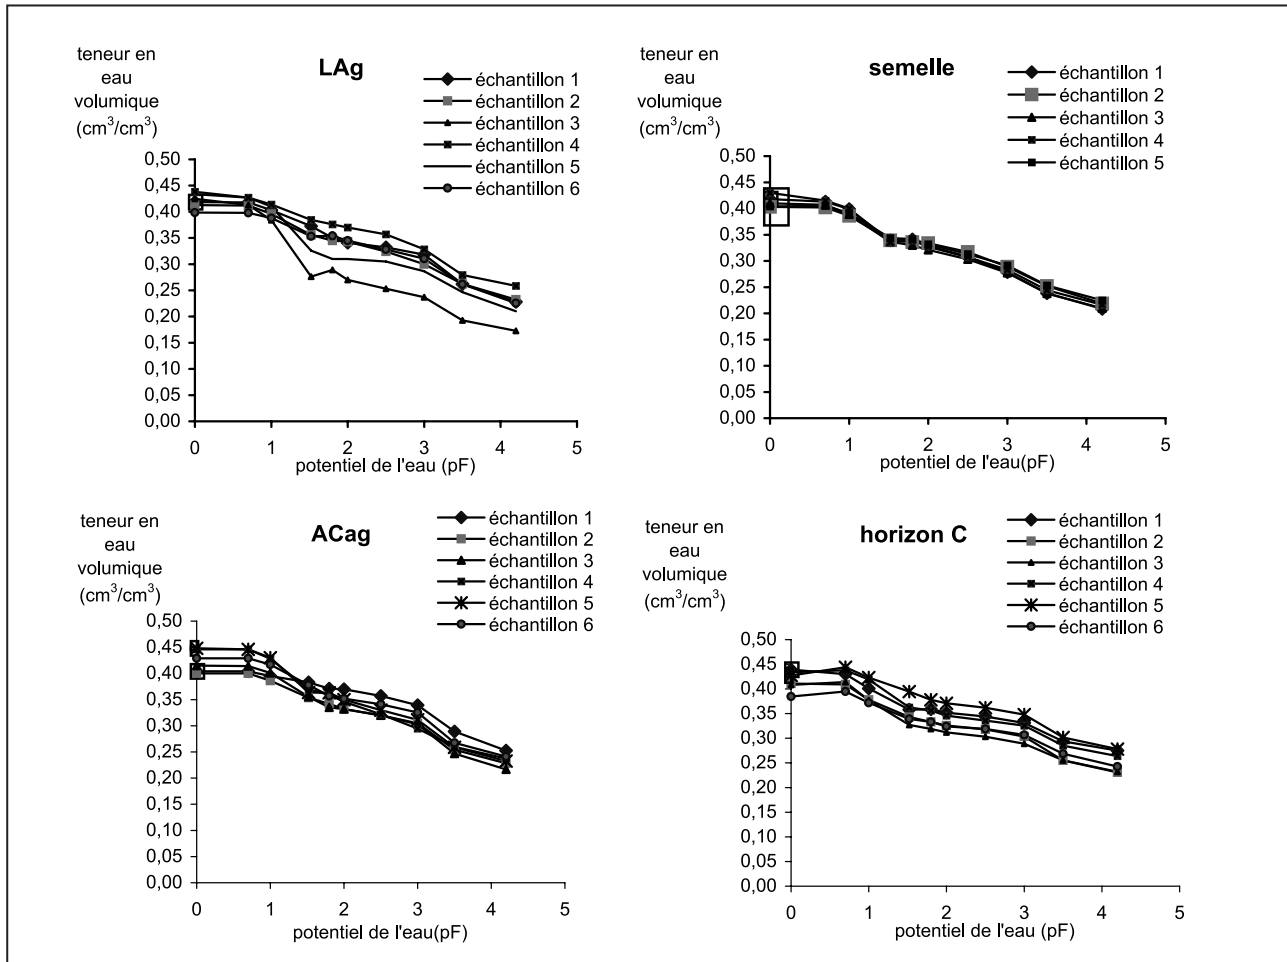 LAg
teneur en
eau
volumique
(cm³/cm³)
échantillon 1
échantillon 2
échantillon 3
échantillon 4
échantillon 5
échantillon 6
0,50
0,45
0,40
0,35
0,30
0,25
0,20
0,15
0,10
0,05
0,00
0 1 2 3 4 5
potentiel de l'eau (pF)
semelle
teneur en
eau
volumique
(cm³/cm³)
échantillon 1
échantillon 2
échantillon 3
échantillon 4
échantillon 5
0,50
0,45
0,40
0,35
0,30
0,25
0,20
0,15
0,10
0,05
0,00
0 1 2 3 4 5
potentiel de l'eau(pF)
ACag
teneur en
eau
volumique
(cm³/cm³)
échantillon 1
échantillon 2
échantillon 3
échantillon 4
échantillon 5
échantillon 6
0,50
0,45
0,40
0,35
0,30
0,25
0,20
0,15
0,10
0,05
0,00
0 1 2 3 4 5
potentiel de l'eau(pF)
horizon C
teneur en
eau
volumique
(cm³/cm³)
échantillon 1
échantillon 2
échantillon 3
échantillon 4
échantillon 5
échantillon 6
0,50
0,45
0,40
0,35
0,30
0,25
0,20
0,15
0,10
0,05
0,00
0 1 2 3 4 5
potentiel de l'eau (pF)